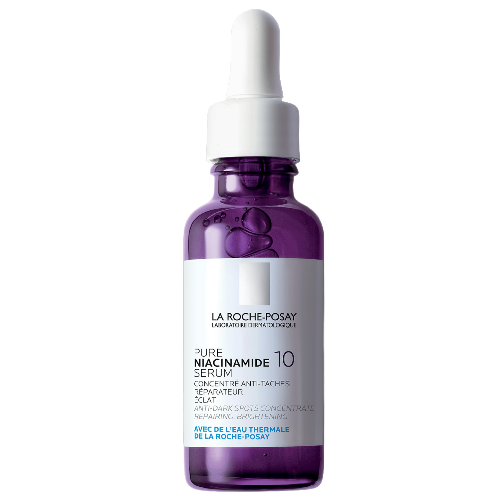 LA ROCHE-POSAY
LABORATOIRE DERMATOLOGIQUE
PURE
NIACINAMIDE 10
SERUM
CONCENTRÉ ANTI-TACHES
RÉPARATEUR
ÉCLAT
ANTI-DARK SPOTS CONCENTRATE
REPAIRING, BRIGHTENING
AVEC DE L'EAU THERMALE
DE LA ROCHE-POSAY